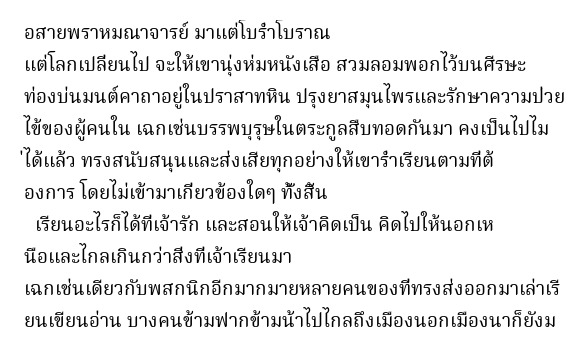 อสายพราหมณาจารย์ มาแต่โบรำโบราณ
แต่โลกเปลี่ยนไป จะให้เขานุ่งห่มหนังเสือ สวมลอมพอกไว้บนศีรษะ
ท่องบ่นมนต์คาถาอยู่ในปราสาทหิน ปรุงยาสมุนไพรและรักษาความป่วย
ไข้ของผู้คนใน เฉกเช่นบรรพบุรุษในตระกูลสืบทอดกันมา คงเป็นไปไม
่ได้แล้ว ทรงสนับสนุนและส่งเสียทุกอย่างให้เขาร่ำเรียนตามที่ต้
องการ โดยไม่เข้ามาเกี่ยวข้องใดๆ ทั้งสิ้น
เรียนอะไรก็ได้ที่เจ้ารัก และสอนให้เจ้าคิดเป็น คิดไปให้นอกเห
นือและไกลเกินกว่าสิ่งที่เจ้าเรียนมา
เฉกเช่นเดียวกับพสกนิกอีกมากมายหลายคนของที่ทรงส่งออกมาเล่าเรี
ยนเขียนอ่าน บางคนข้ามฟากข้ามน้ำไปไกลถึงเมืองนอกเมืองนาก็ยังม